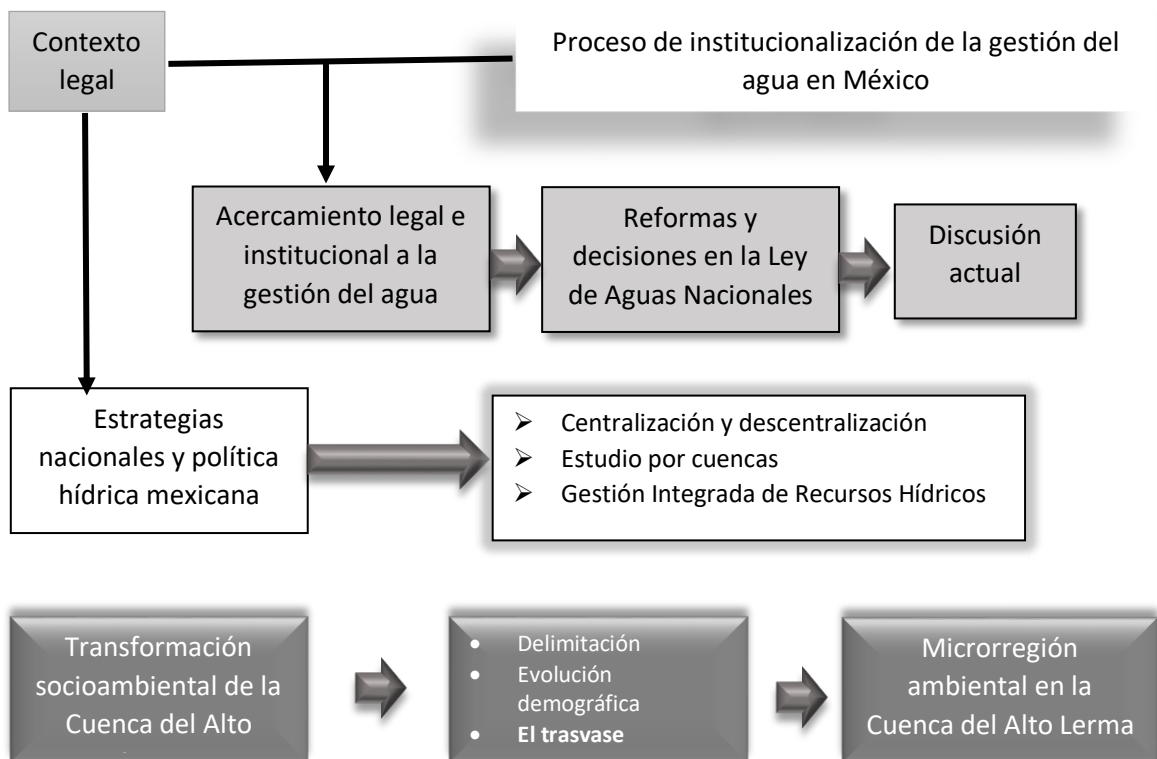 Contexto
legal
Proceso de institucionalización de la gestión del
agua en México
Acercamiento legal e
institucional a la
gestión del agua
Reformas y
decisiones en la Ley
de Aguas Nacionales
Discusión
actual
Estrategias
nacionales y política
hídrica mexicana
➢ Centralización y descentralización
➢ Estudio por cuencas
➢ Gestión Integrada de Recursos Hídricos
Transformación
socioambiental de la
Cuenca del Alto
• Delimitación
• Evolución
demográfica
• El trasvase
Microrregión
ambiental en la
Cuenca del Alto Lerma